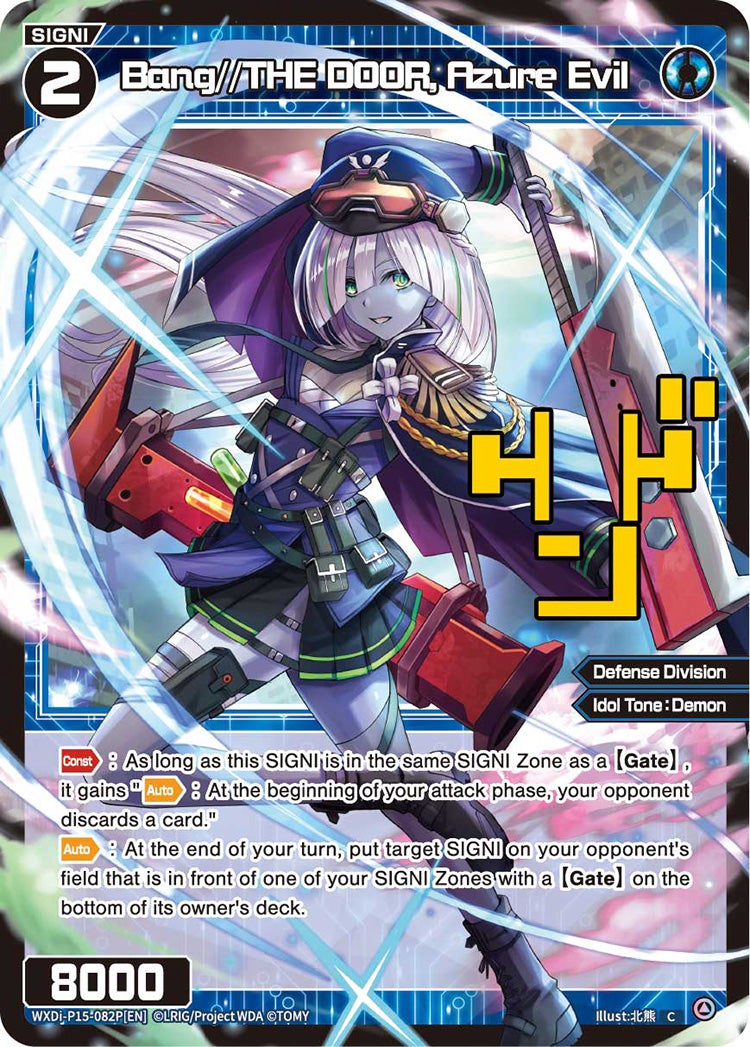 SIGNI
2
Bang//THE DOOR, Azure Evil
ザンド
Defense Division
Idol Tone:Demon
Const : As long as this SIGNI is in the same SIGNI Zone as a 【Gate】,
it gains " Auto : At the beginning of your attack phase, your opponent
discards a card."
Auto : At the end of your turn, put target SIGNI on your opponent's
field that is in front of one of your SIGNI Zones with a 【Gate】 on the
bottom of its owner's deck.
8000
WXDi-P15-082P[EN] ©LRIG/Project WDA ©TOMY
Illust:北熊 C